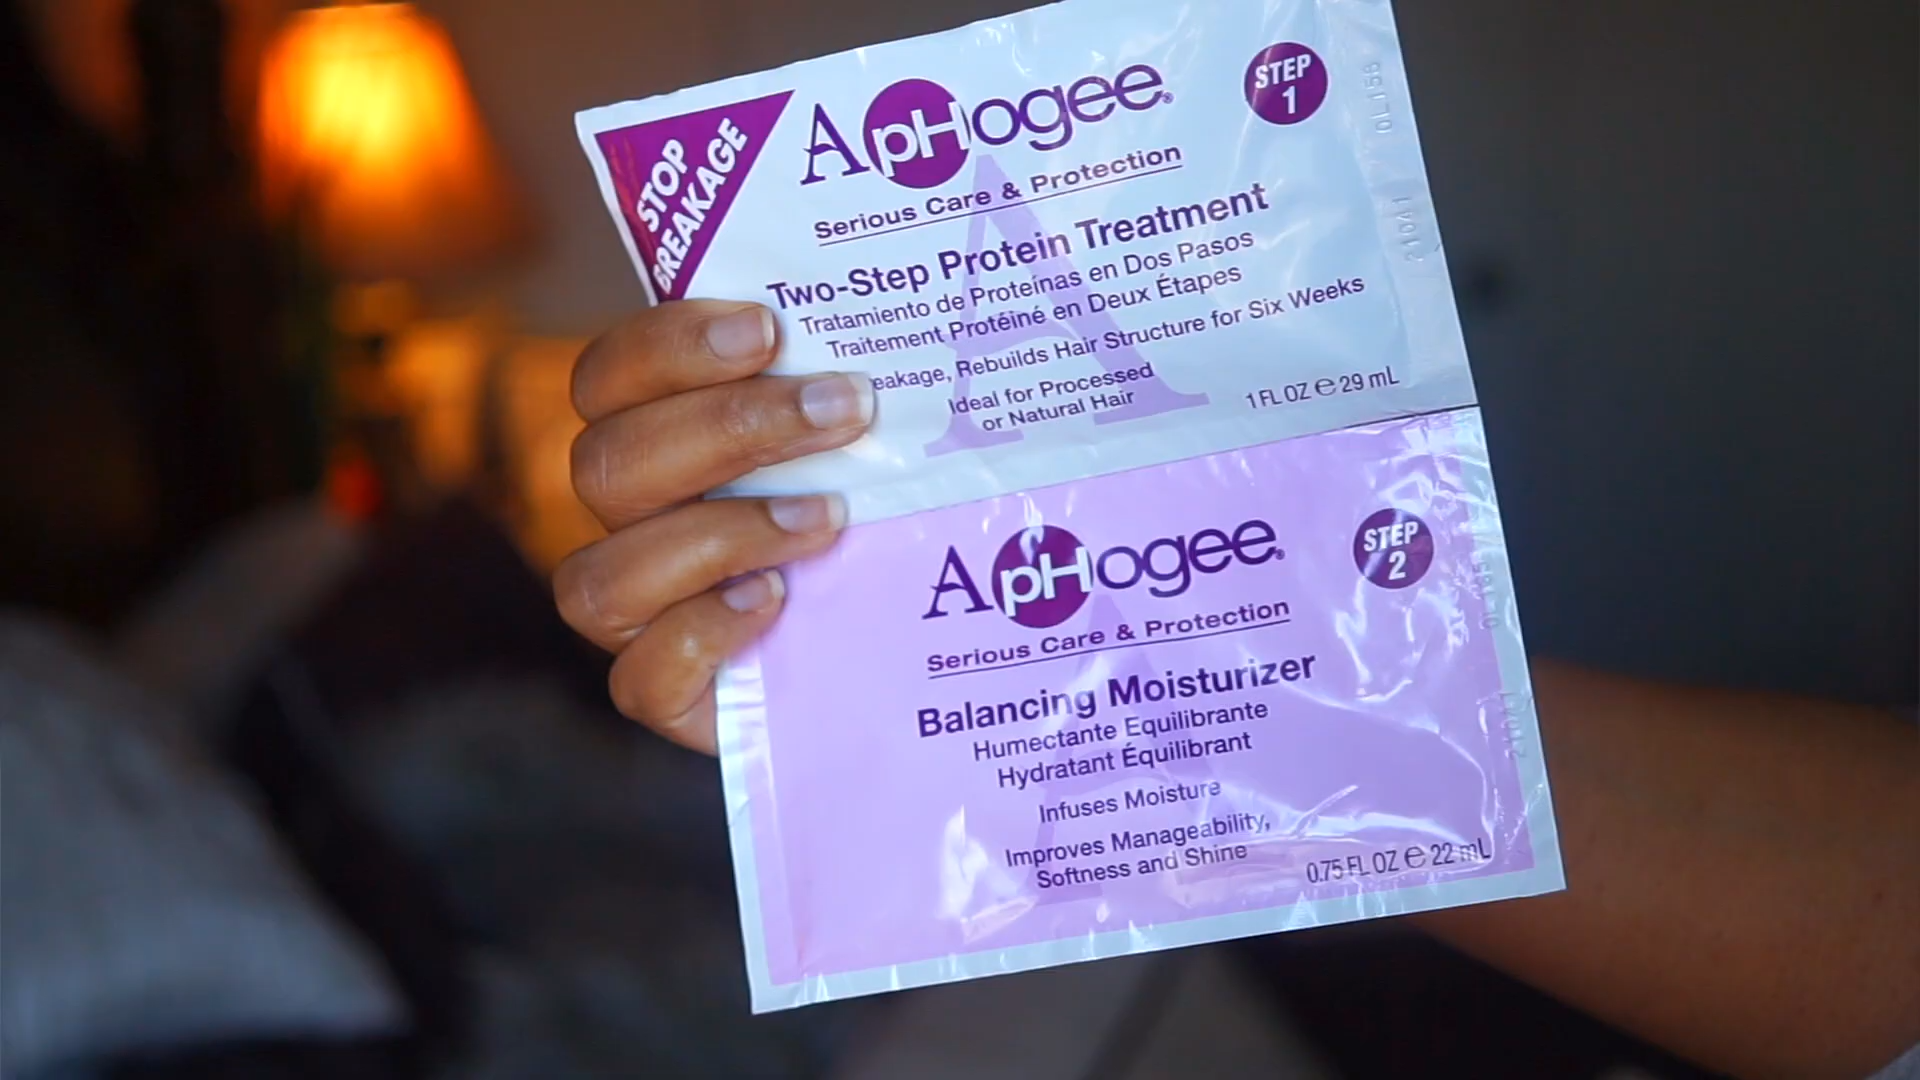 STOP
BREAKAGE
ApHogee®
STEP
1
Serious Care & Protection
Two-Step Protein Treatment
Tratamiento de Proteínas en Dos Pasos
Traitement Protéiné en Deux Étapes
eakage, Rebuilds Hair Structure for Six Weeks
Ideal for Processed
or Natural Hair
1 FL OZ ℮ 29 mL
ApHogee®
STEP
2
Serious Care & Protection
Balancing Moisturizer
Humectante Equilibrante
Hydratant Équilibrant
Infuses Moisture
Improves Manageability,
Softness and Shine
0.75 FL OZ ℮ 22 mL